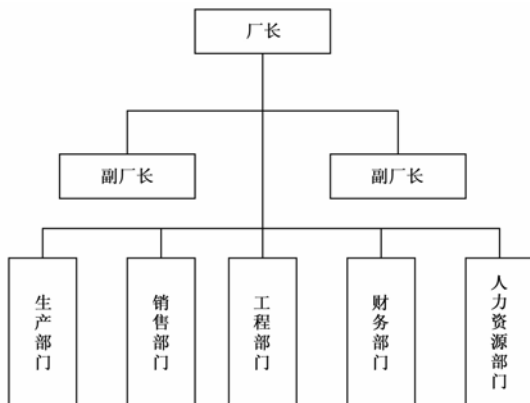 厂长
副厂长
副厂长
生产部门
销售部门
工程部门
财务部门
人力资源部门